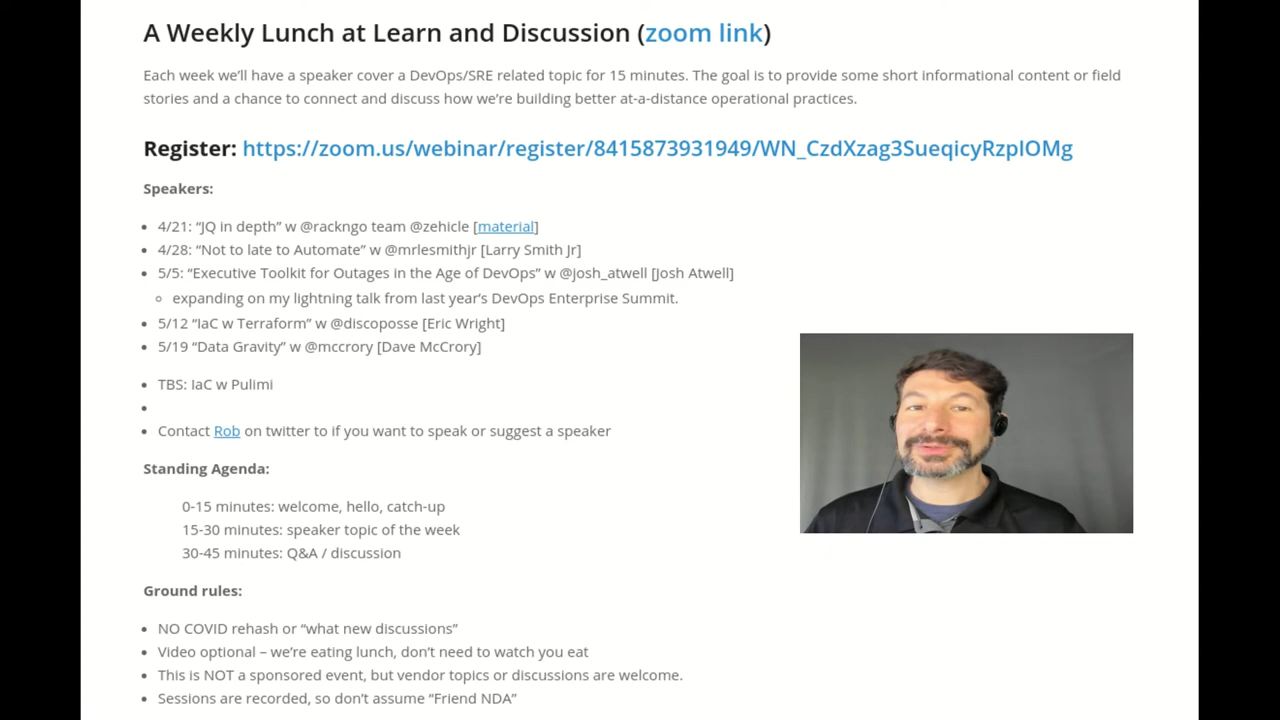 A Weekly Lunch at Learn and Discussion (zoom link)
Each week we’ll have a speaker cover a DevOps/SRE related topic for 15 minutes. The goal is to provide some short informational content or field
stories and a chance to connect and discuss how we’re building better at-a-distance operational practices.
Register: https://zoom.us/webinar/register/8415873931949/WN_CzdXzag3SueqicyRzpIOMg
Speakers:
• 4/21: “JQ in depth” w @rackngo team @zehicle [material]
• 4/28: “Not to late to Automate” w @mrlesmithjr [Larry Smith Jr]
• 5/5: “Executive Toolkit for Outages in the Age of DevOps” w @josh_atwell [Josh Atwell]
◦ expanding on my lightning talk from last year’s DevOps Enterprise Summit.
• 5/12 “IaC w Terraform” w @discoposse [Eric Wright]
• 5/19 “Data Gravity” w @mccrory [Dave McCrory]
• TBS: IaC w Pulimi
•
• Contact Rob on twitter to if you want to speak or suggest a speaker
Standing Agenda:
0-15 minutes: welcome, hello, catch-up
15-30 minutes: speaker topic of the week
30-45 minutes: Q&A / discussion
Ground rules:
• NO COVID rehash or “what new discussions”
• Video optional – we’re eating lunch, don’t need to watch you eat
• This is NOT a sponsored event, but vendor topics or discussions are welcome.
• Sessions are recorded, so don’t assume “Friend NDA”